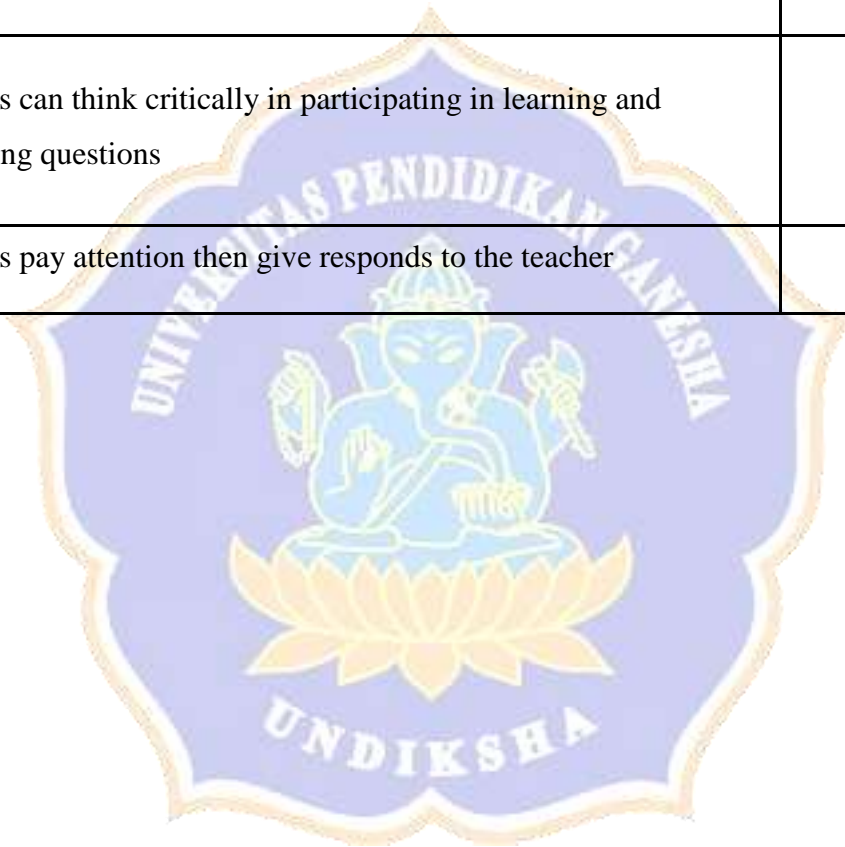 s can think critically in participating in learning and
ng questions
s pay attention then give responds to the teacher
UNIVERSITAS PENDIDIKAN GANESHA
UNDIKSHA